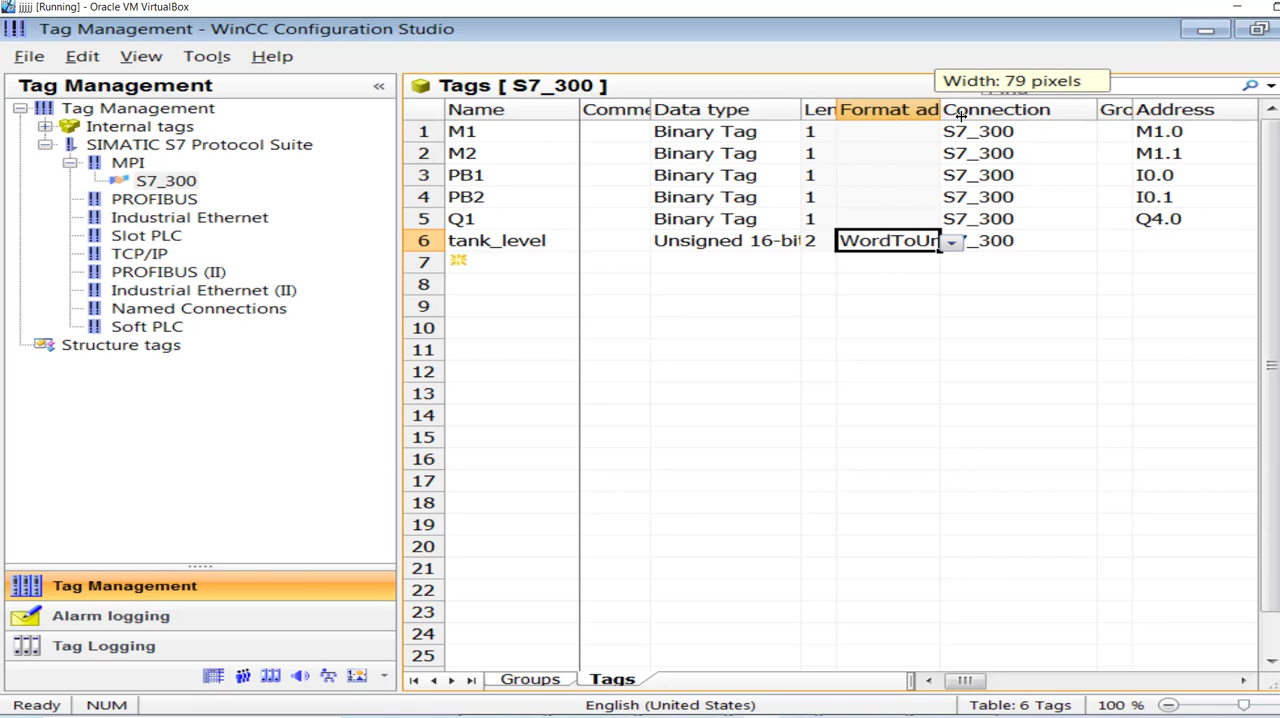 jjjjj [Running] - Oracle VM VirtualBox
Tag Management - WinCC Configuration Studio
File Edit View Tools Help
Tag Management «
Tag Management
Internal tags
SIMATIC S7 Protocol Suite
MPI
S7_300
PROFIBUS
Industrial Ethernet
Slot PLC
TCP/IP
PROFIBUS (II)
Industrial Ethernet (II)
Named Connections
Soft PLC
Structure tags
Tag Management
Alarm logging
Tag Logging
Tags [ S7_300 ]
Width: 79 pixels
Name Comme Data type Len Format ad Connection Gro Address
1 M1 Binary Tag 1 S7_300 M1.0
2 M2 Binary Tag 1 S7_300 M1.1
3 PB1 Binary Tag 1 S7_300 I0.0
4 PB2 Binary Tag 1 S7_300 I0.1
5 Q1 Binary Tag 1 S7_300 Q4.0
6 tank_level Unsigned 16-bit 2 WordToUn _300
7
8
9
10
11
12
13
14
15
16
17
18
19
20
21
22
23
24
25
Groups Tags
Ready NUM English (United States) Table: 6 Tags 100 %